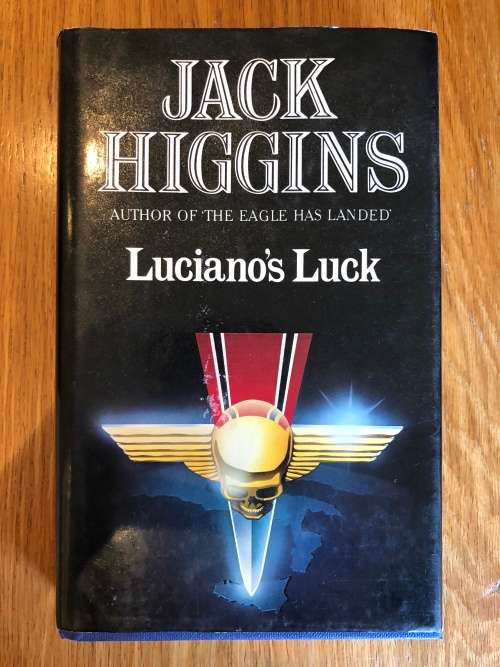 JACK
HIGGINS
AUTHOR OF 'THE EAGLE HAS LANDED'
Luciano's Luck